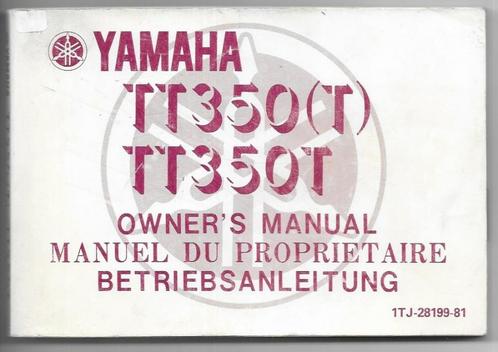 YAMAHA
TT350(T)
TT350T
OWNER'S MANUAL
MANUEL DU PROPRIETAIRE
BETRIEBSANLEITUNG
1TJ-28199-81